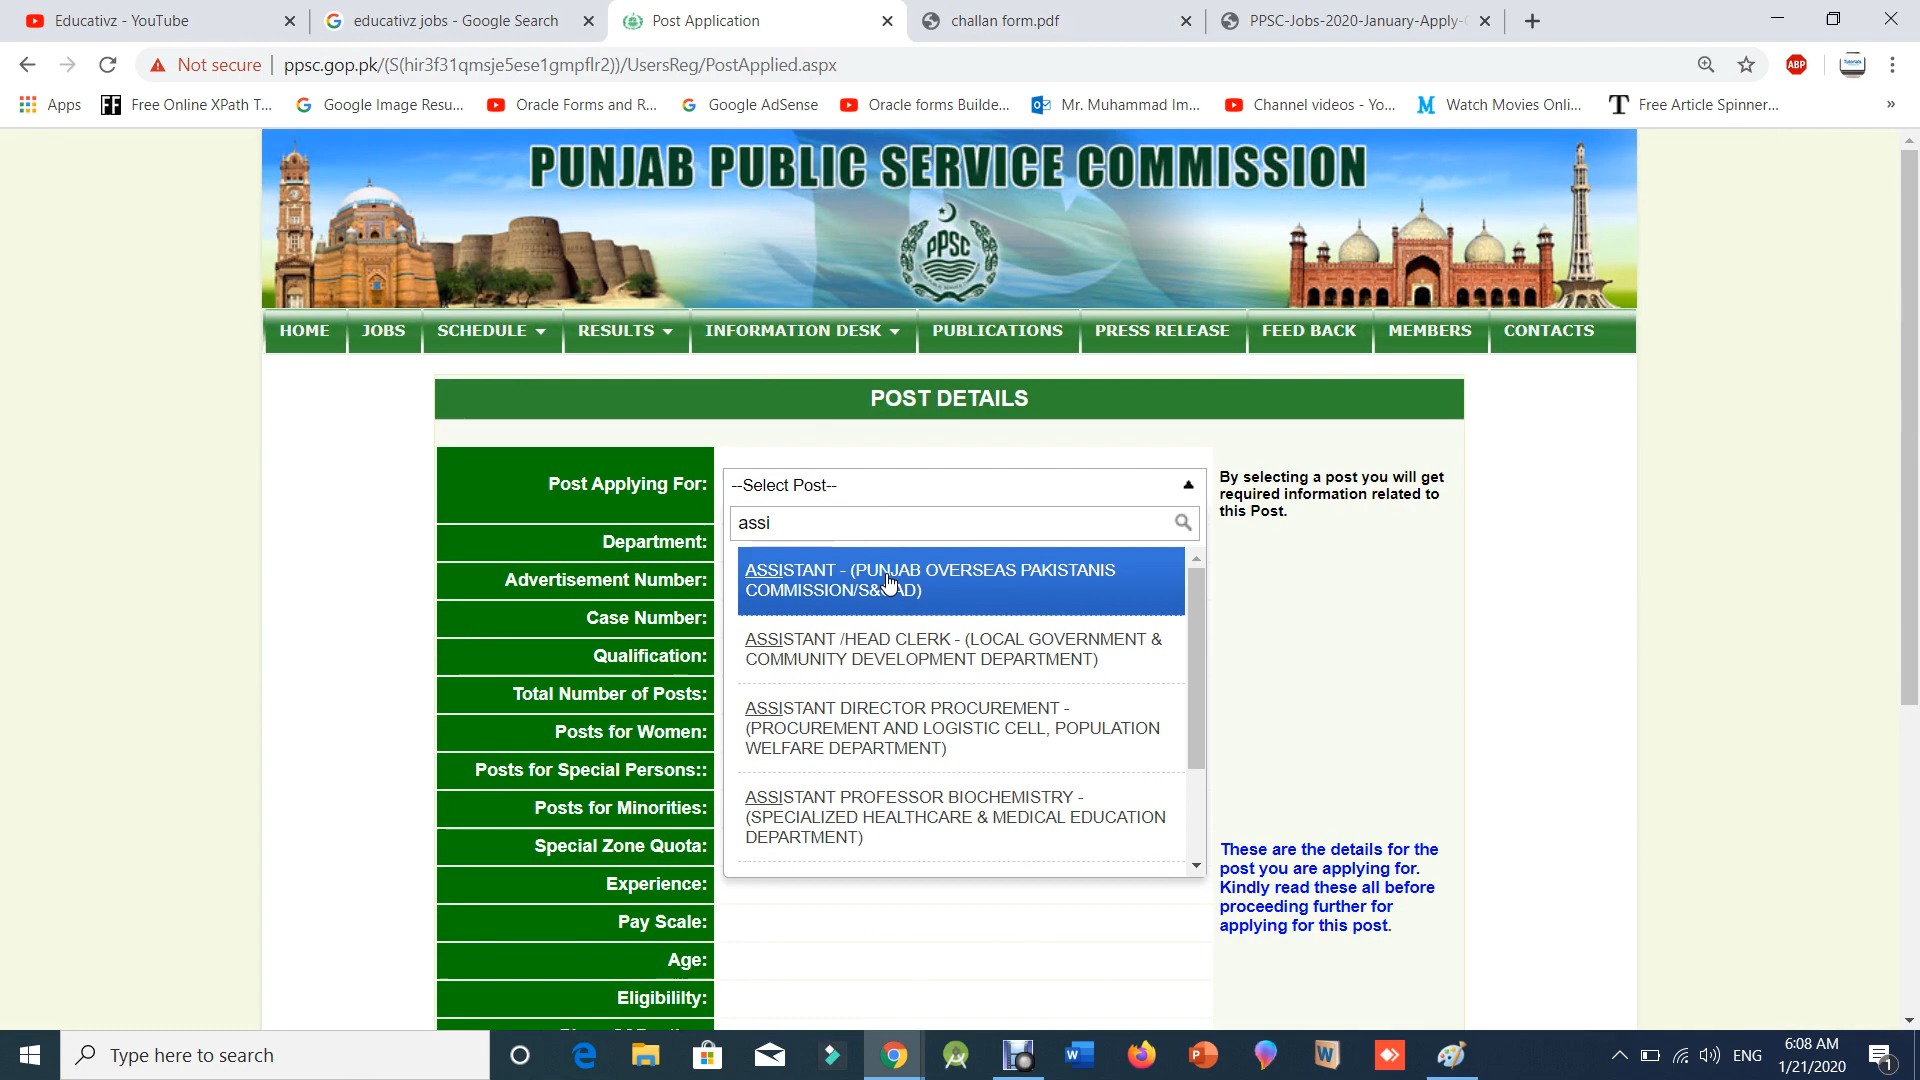 Educativz - YouTube
educativz jobs - Google Search
Post Application
challan form.pdf
PPSC-Jobs-2020-January-Apply-
Not secure
ppsc.gop.pk/(S(hir3f31qmsje5ese1gmpflr2))/UsersReg/PostApplied.aspx
ABP
Apps
Free Online XPath T...
Google Image Resu...
Oracle Forms and R...
Google AdSense
Oracle forms Builde...
Mr. Muhammad Im...
Channel videos - Yo...
Watch Movies Onli...
Free Article Spinner...
»
PUNJAB PUBLIC SERVICE COMMISSION
PPSC
HOME
JOBS
SCHEDULE
RESULTS
INFORMATION DESK
PUBLICATIONS
PRESS RELEASE
FEED BACK
MEMBERS
CONTACTS
POST DETAILS
Post Applying For:
--Select Post--
assi
ASSISTANT - (PUNJAB OVERSEAS PAKISTANIS
COMMISSION/S& AD)
ASSISTANT /HEAD CLERK - (LOCAL GOVERNMENT &
COMMUNITY DEVELOPMENT DEPARTMENT)
ASSISTANT DIRECTOR PROCUREMENT -
(PROCUREMENT AND LOGISTIC CELL, POPULATION
WELFARE DEPARTMENT)
ASSISTANT PROFESSOR BIOCHEMISTRY -
(SPECIALIZED HEALTHCARE & MEDICAL EDUCATION
DEPARTMENT)
By selecting a post you will get
required information related to
this Post.
Department:
Advertisement Number:
Case Number:
Qualification:
Total Number of Posts:
Posts for Women:
Posts for Special Persons::
Posts for Minorities:
Special Zone Quota:
Experience:
Pay Scale:
Age:
Eligibililty:
These are the details for the
post you are applying for.
Kindly read these all before
proceeding further for
applying for this post.
Type here to search
ENG
6:08 AM
1/21/2020
1